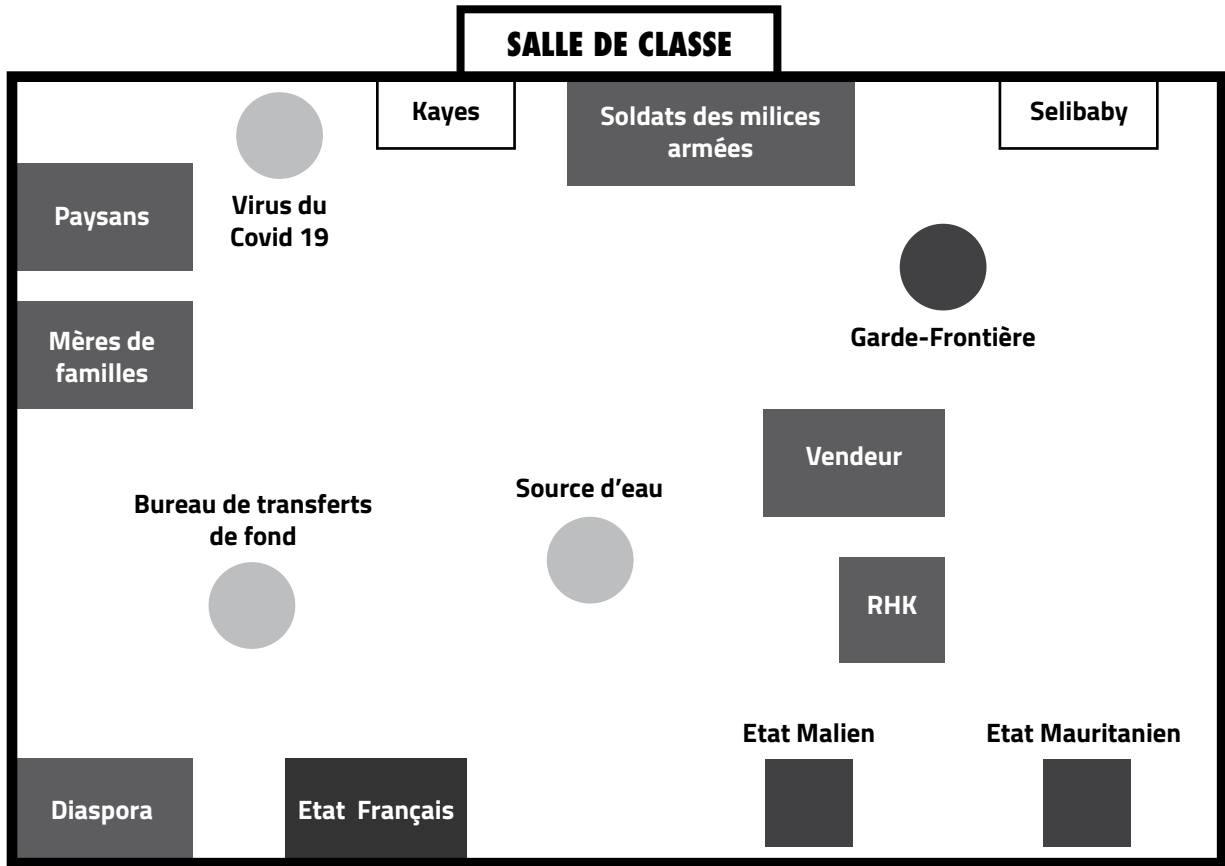 SALLE DE CLASSE
Kayes
Soldats des milices
armées
Selibaby
Paysans
Virus du
Covid 19
Garde-Frontière
Mères de
familles
Vendeur
Bureau de transferts
de fond
Source d'eau
RHK
Etat Malien
Etat Mauritanien
Diaspora
Etat Français